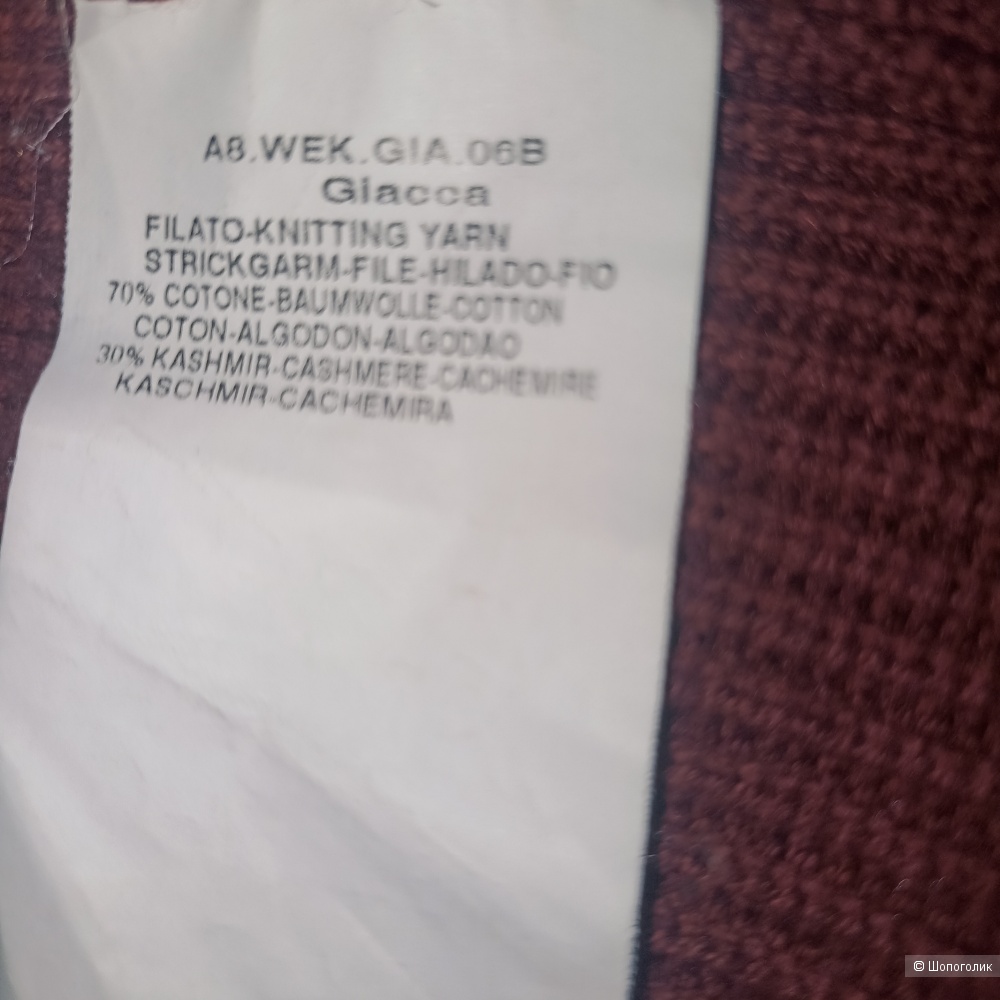 A8.WEK.GIA.06B
Giacca
FILATO-KNITTING YARN
STRICKGARM-FILE-HILADO-FIO
70% COTONE-BAUMWOLLE-COTTON
COTON-ALGODON-ALGODAO
30% KASHMIR-CASHMERE-CACHEMIRE
KASCHMIR-CACHEMIRA
© Шопоголик